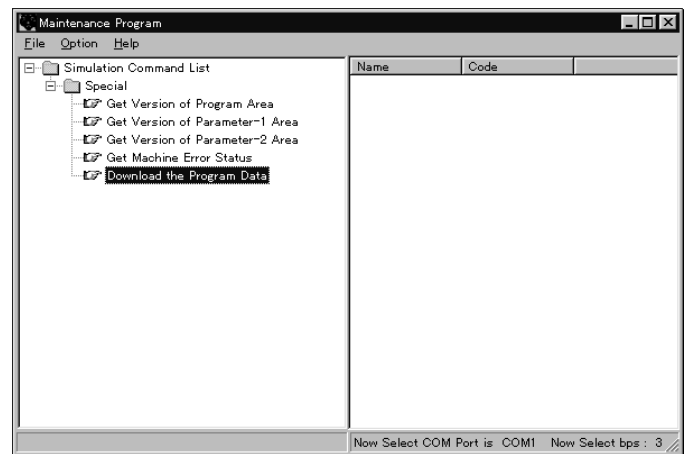 Maintenance Program
File Option Help
Simulation Command List
Special
Get Version of Program Area
Get Version of Parameter-1 Area
Get Version of Parameter-2 Area
Get Machine Error Status
Download the Program Data
Name Code
Now Select COM Port is COM1 Now Select bps : 3